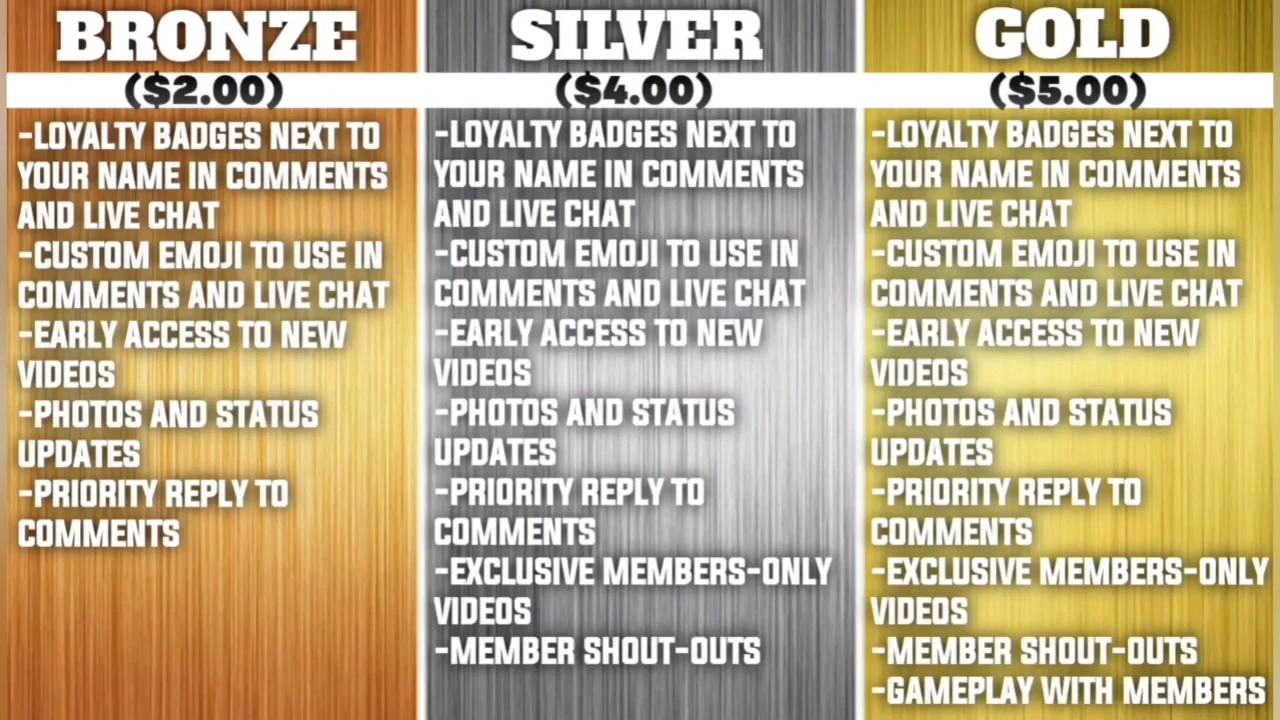 BRONZE
($2.00)
-LOYALTY BADGES NEXT TO
YOUR NAME IN COMMENTS
AND LIVE CHAT
-CUSTOM EMOJI TO USE IN
COMMENTS AND LIVE CHAT
-EARLY ACCESS TO NEW
VIDEOS
-PHOTOS AND STATUS
UPDATES
-PRIORITY REPLY TO
COMMENTS
SILVER
($4.00)
-LOYALTY BADGES NEXT TO
YOUR NAME IN COMMENTS
AND LIVE CHAT
-CUSTOM EMOJI TO USE IN
COMMENTS AND LIVE CHAT
-EARLY ACCESS TO NEW
VIDEOS
-PHOTOS AND STATUS
UPDATES
-PRIORITY REPLY TO
COMMENTS
-EXCLUSIVE MEMBERS-ONLY
VIDEOS
-MEMBER SHOUT-OUTS
GOLD
($5.00)
-LOYALTY BADGES NEXT TO
YOUR NAME IN COMMENTS
AND LIVE CHAT
-CUSTOM EMOJI TO USE IN
COMMENTS AND LIVE CHAT
-EARLY ACCESS TO NEW
VIDEOS
-PHOTOS AND STATUS
UPDATES
-PRIORITY REPLY TO
COMMENTS
-EXCLUSIVE MEMBERS-ONLY
VIDEOS
-MEMBER SHOUT-OUTS
-GAMEPLAY WITH MEMBERS